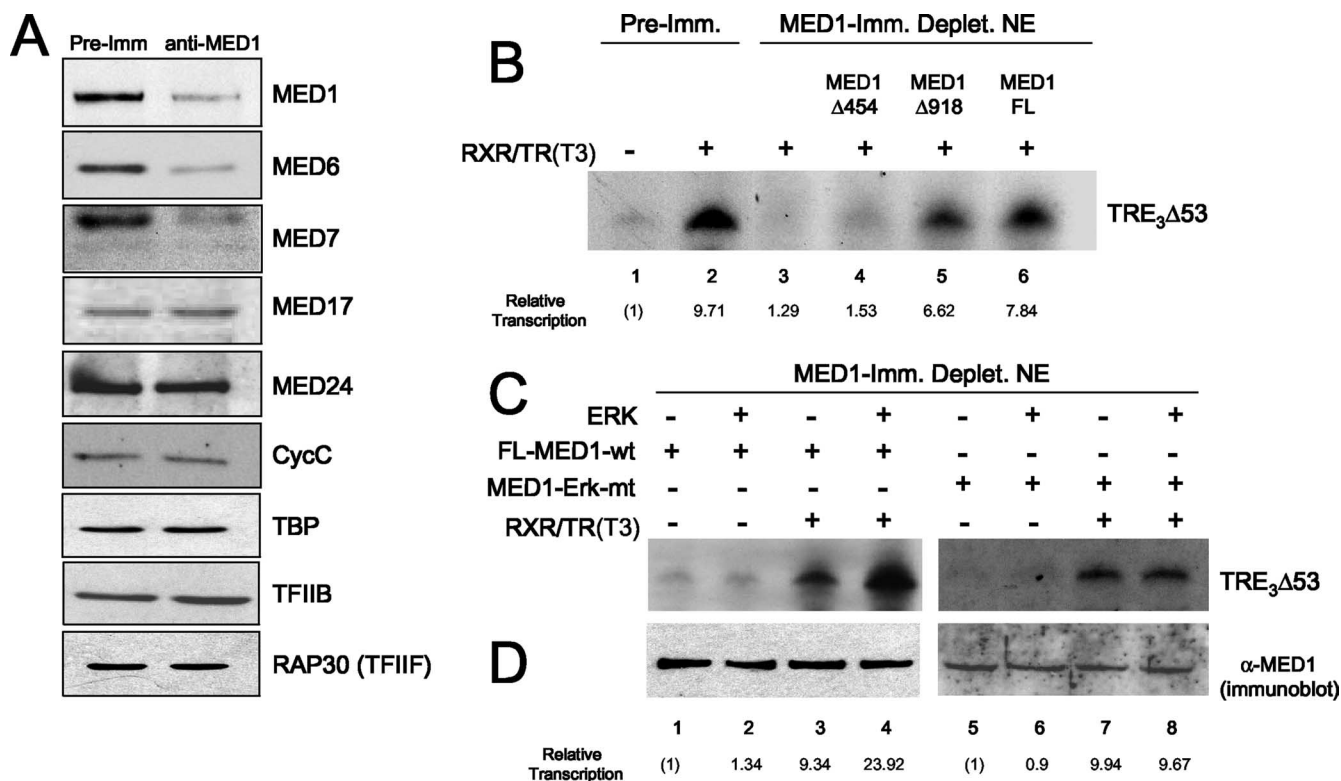 A
Pre-Imm anti-MED1
MED1
MED6
MED7
MED17
MED24
CycC
TBP
TFIIB
RAP30 (TFIIF)
B
Pre-Imm. MED1-Imm. Deplet. NE
MED1 MED1 MED1
Δ454 Δ918 FL
RXR/TR(T3) - + + + + +
TRE3Δ53
1 2 3 4 5 6
Relative
Transcription (1) 9.71 1.29 1.53 6.62 7.84
C
MED1-Imm. Deplet. NE
ERK - + - + - + - +
FL-MED1-wt + + + + - - - -
MED1-Erk-mt - - - - + + + +
RXR/TR(T3) - - + + - - + +
TRE3Δ53
D
α-MED1
(immunoblot)
1 2 3 4 5 6 7 8
Relative
Transcription (1) 1.34 9.34 23.92 (1) 0.9 9.94 9.67